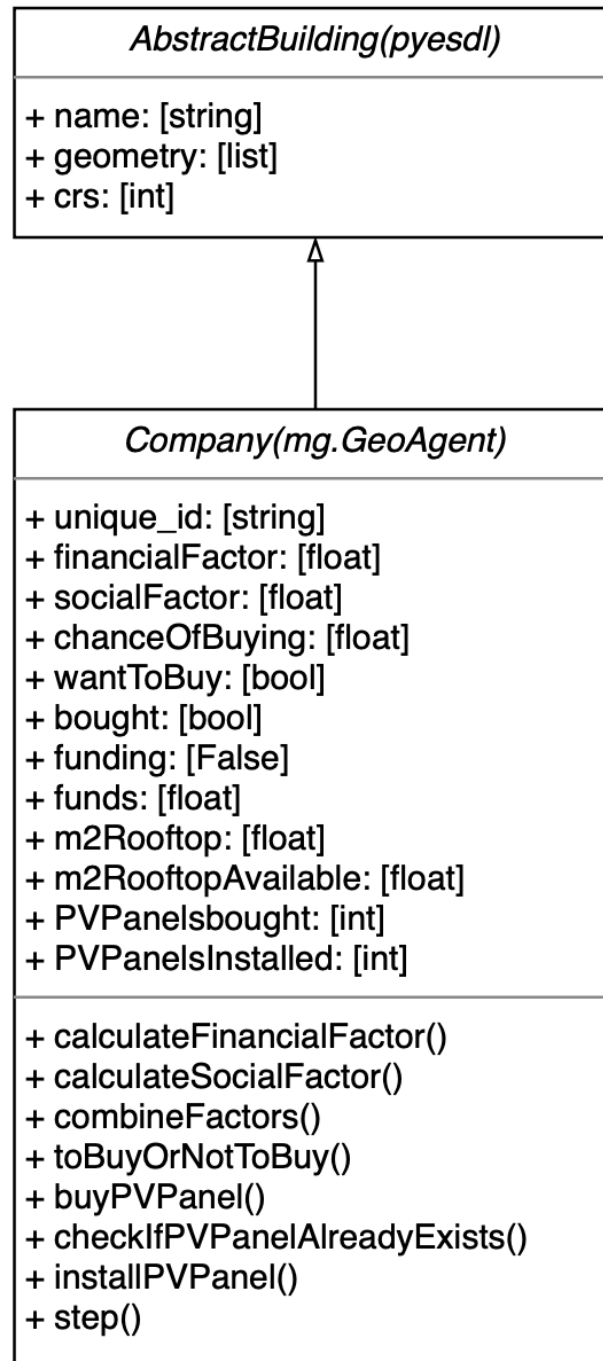 AbstractBuilding(pyesdl)
+ name: [string]
+ geometry: [list]
+ crs: [int]
Company(mg.GeoAgent)
+ unique_id: [string]
+ financialFactor: [float]
+ socialFactor: [float]
+ chanceOfBuying: [float]
+ wantToBuy: [bool]
+ bought: [bool]
+ funding: [False]
+ funds: [float]
+ m2Rooftop: [float]
+ m2RooftopAvailable: [float]
+ PVPanelsbought: [int]
+ PVPanelsInstalled: [int]
+ calculateFinancialFactor()
+ calculateSocialFactor()
+ combineFactors()
+ toBuyOrNotToBuy()
+ buyPVPanel()
+ checkIfPVPanelAlreadyExists()
+ installPVPanel()
+ step()